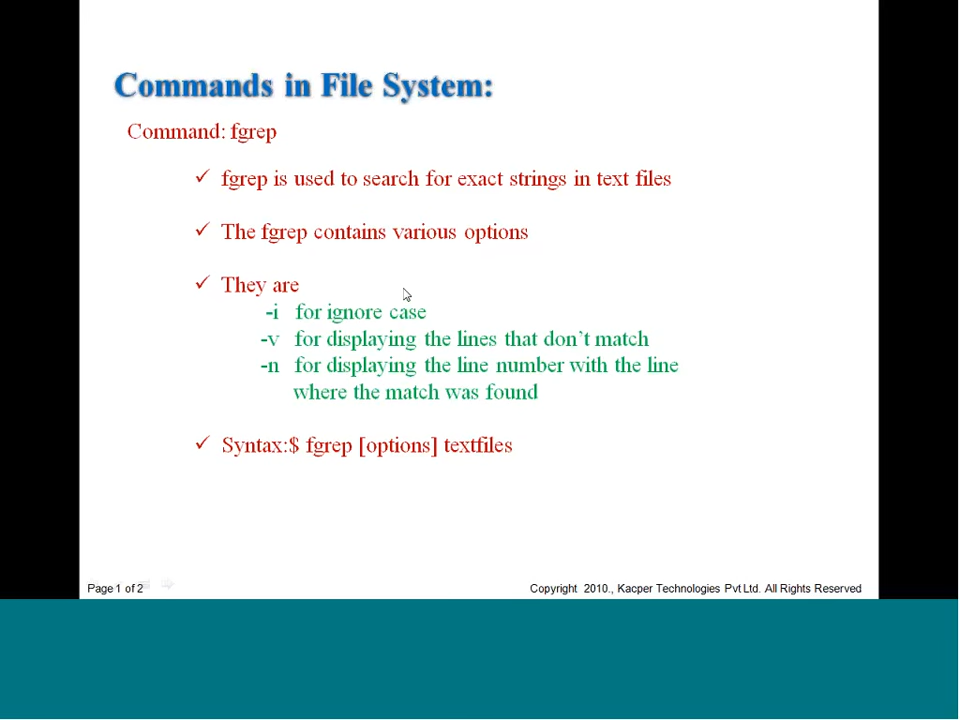 Commands in File System:
Command: fgrep
✓ fgrep is used to search for exact strings in text files
✓ The fgrep contains various options
✓ They are
-i for ignore case
-v for displaying the lines that don't match
-n for displaying the line number with the line
where the match was found
✓ Syntax:$ fgrep [options] textfiles
Page 1 of 2
Copyright 2010., Kacper Technologies Pvt Ltd. All Rights Reserved